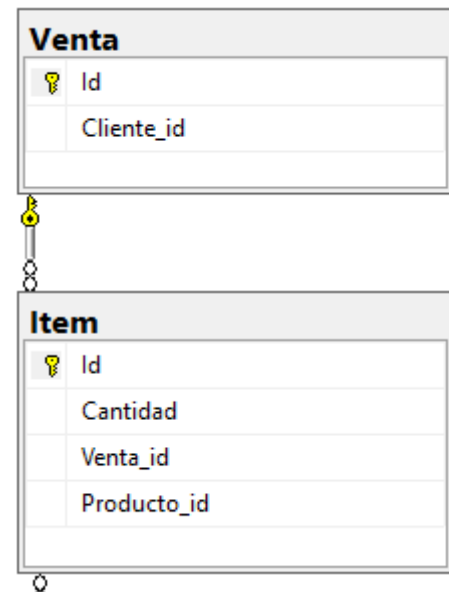 Venta
Id
Cliente_id
Item
Id
Cantidad
Venta_id
Producto_id